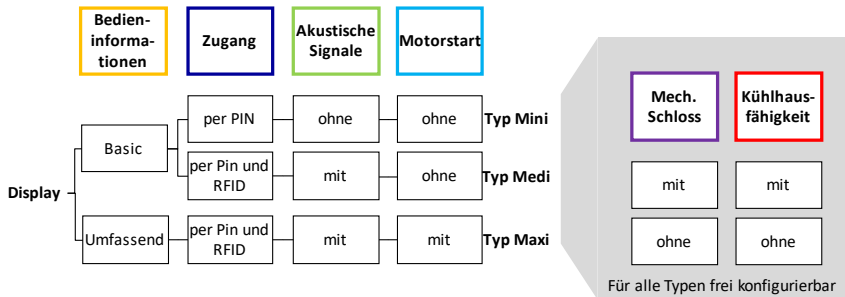 Bedien-
informa-
tionen
Zugang
Akustische
Signale
Motorstart
Mech.
Schloss
Kühlhaus-
fähigkeit
Display
Basic
per PIN
ohne
ohne
Typ Mini
per Pin und
RFID
mit
ohne
Typ Medi
Umfassend
per Pin und
RFID
mit
mit
Typ Maxi
mit
mit
ohne
ohne
Für alle Typen frei konfigurierbar